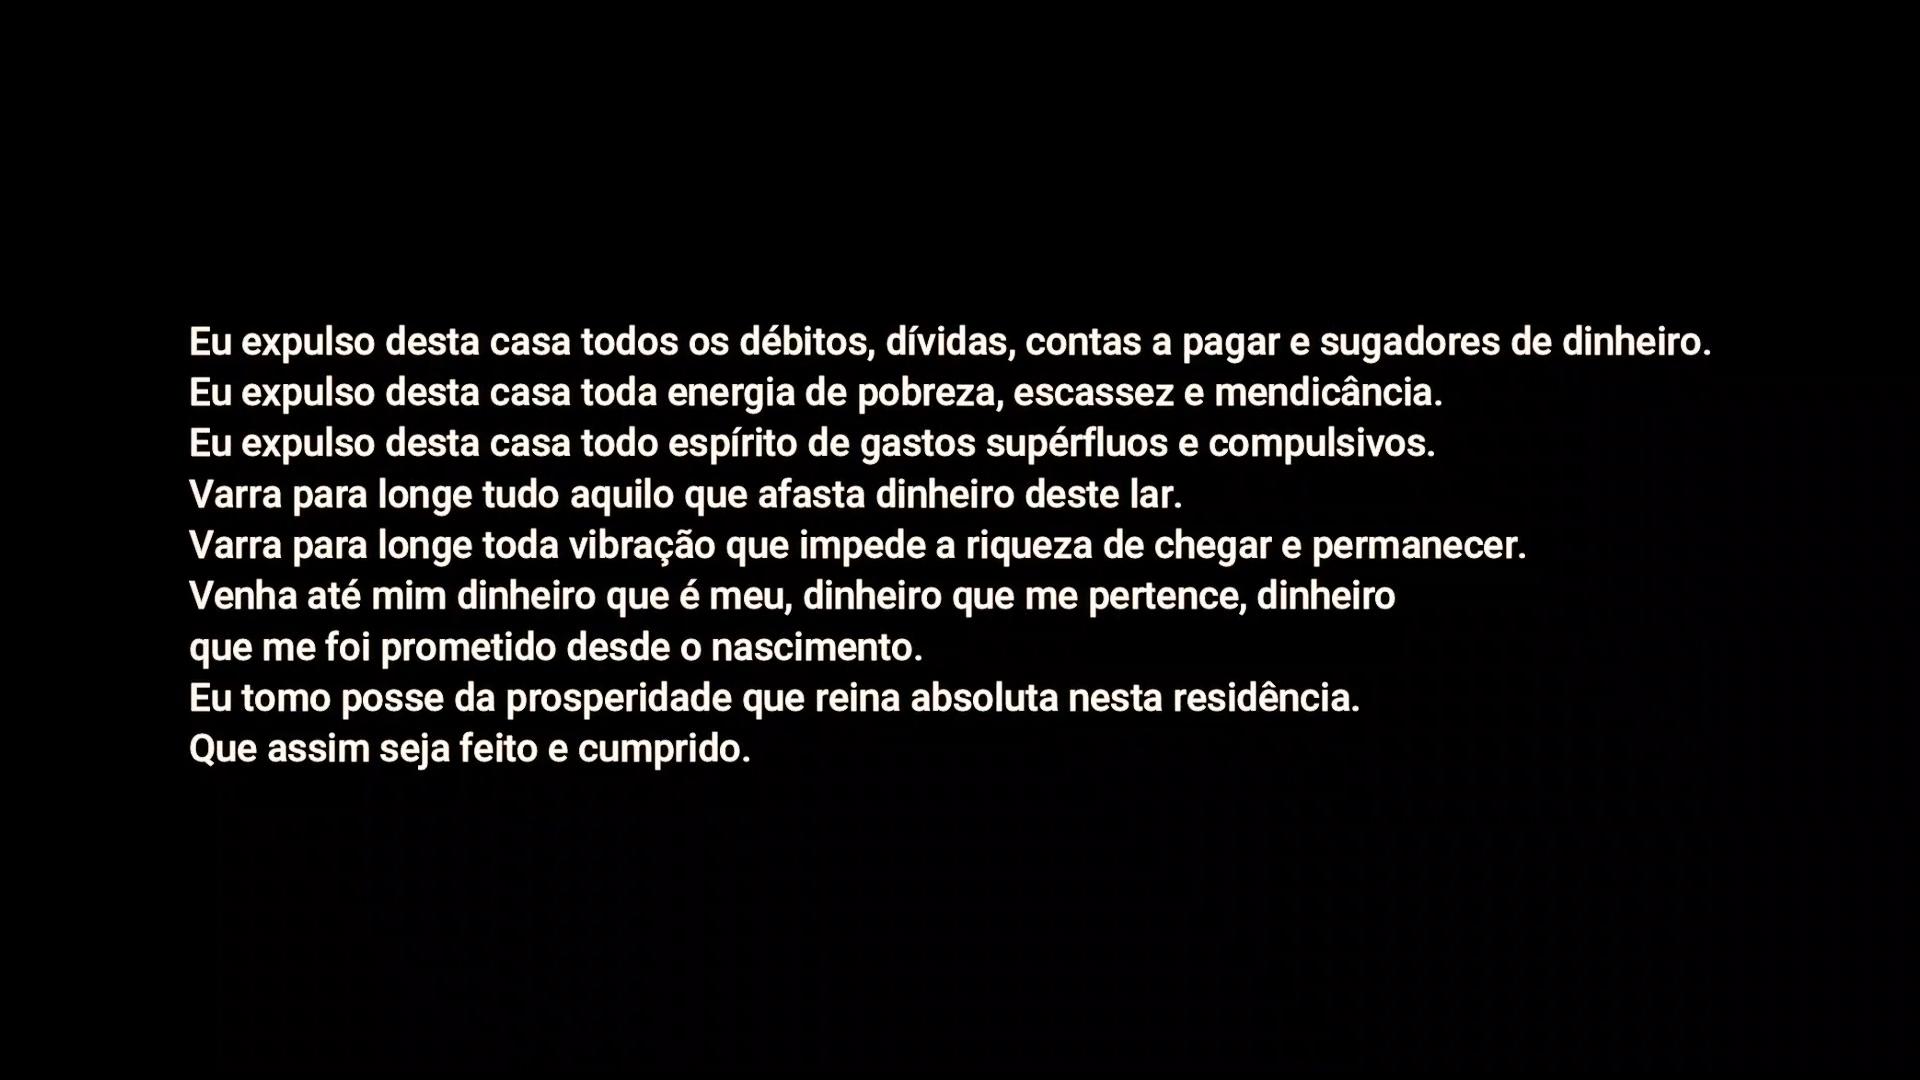 Eu expulso desta casa todos os débitos, dívidas, contas a pagar e sugadores de dinheiro.
Eu expulso desta casa toda energia de pobreza, escassez e mendicância.
Eu expulso desta casa todo espírito de gastos supérfluos e compulsivos.
Varra para longe tudo aquilo que afasta dinheiro deste lar.
Varra para longe toda vibração que impede a riqueza de chegar e permanecer.
Venha até mim dinheiro que é meu, dinheiro que me pertence, dinheiro
que me foi prometido desde o nascimento.
Eu tomo posse da prosperidade que reina absoluta nesta residência.
Que assim seja feito e cumprido.